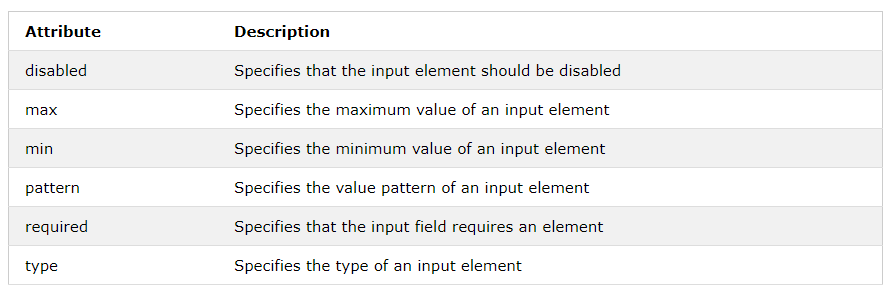 Attribute Description
disabled Specifies that the input element should be disabled
max Specifies the maximum value of an input element
min Specifies the minimum value of an input element
pattern Specifies the value pattern of an input element
required Specifies that the input field requires an element
type Specifies the type of an input element